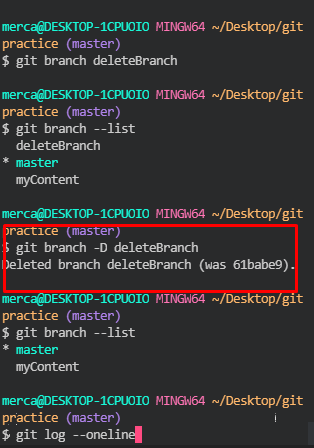 merca@DESKTOP-1CPUOIO MINGW64 ~/Desktop/git
practice (master)
$ git branch deleteBranch
merca@DESKTOP-1CPUOIO MINGW64 ~/Desktop/git
practice (master)
$ git branch --list
  deleteBranch
* master
  myContent
merca@DESKTOP-1CPUOIO MINGW64 ~/Desktop/git
practice (master)
$ git branch -D deleteBranch
Deleted branch deleteBranch (was 61babe9).
merca@DESKTOP-1CPUOIO MINGW64 ~/Desktop/git
practice (master)
$ git branch --list
* master
  myContent
merca@DESKTOP-1CPUOIO MINGW64 ~/Desktop/git
practice (master)
$ git log --oneline